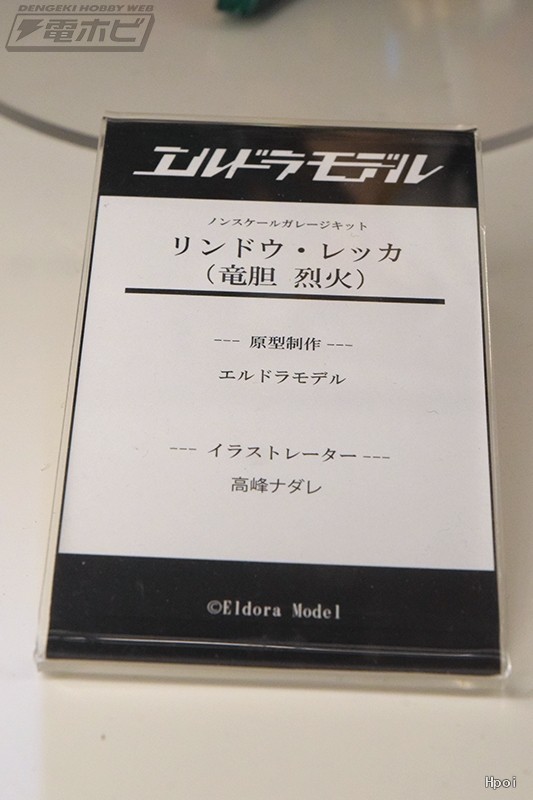 DENGEKI HOBBY WEB
電ホビ
エルドラモデル
ノンスケールガレージキット
リンドウ・レッカ
（竜胆 烈火）
--- 原型制作 ---
エルドラモデル
--- イラストレーター ---
高峰ナダレ
©Eldora Model
Hpoi